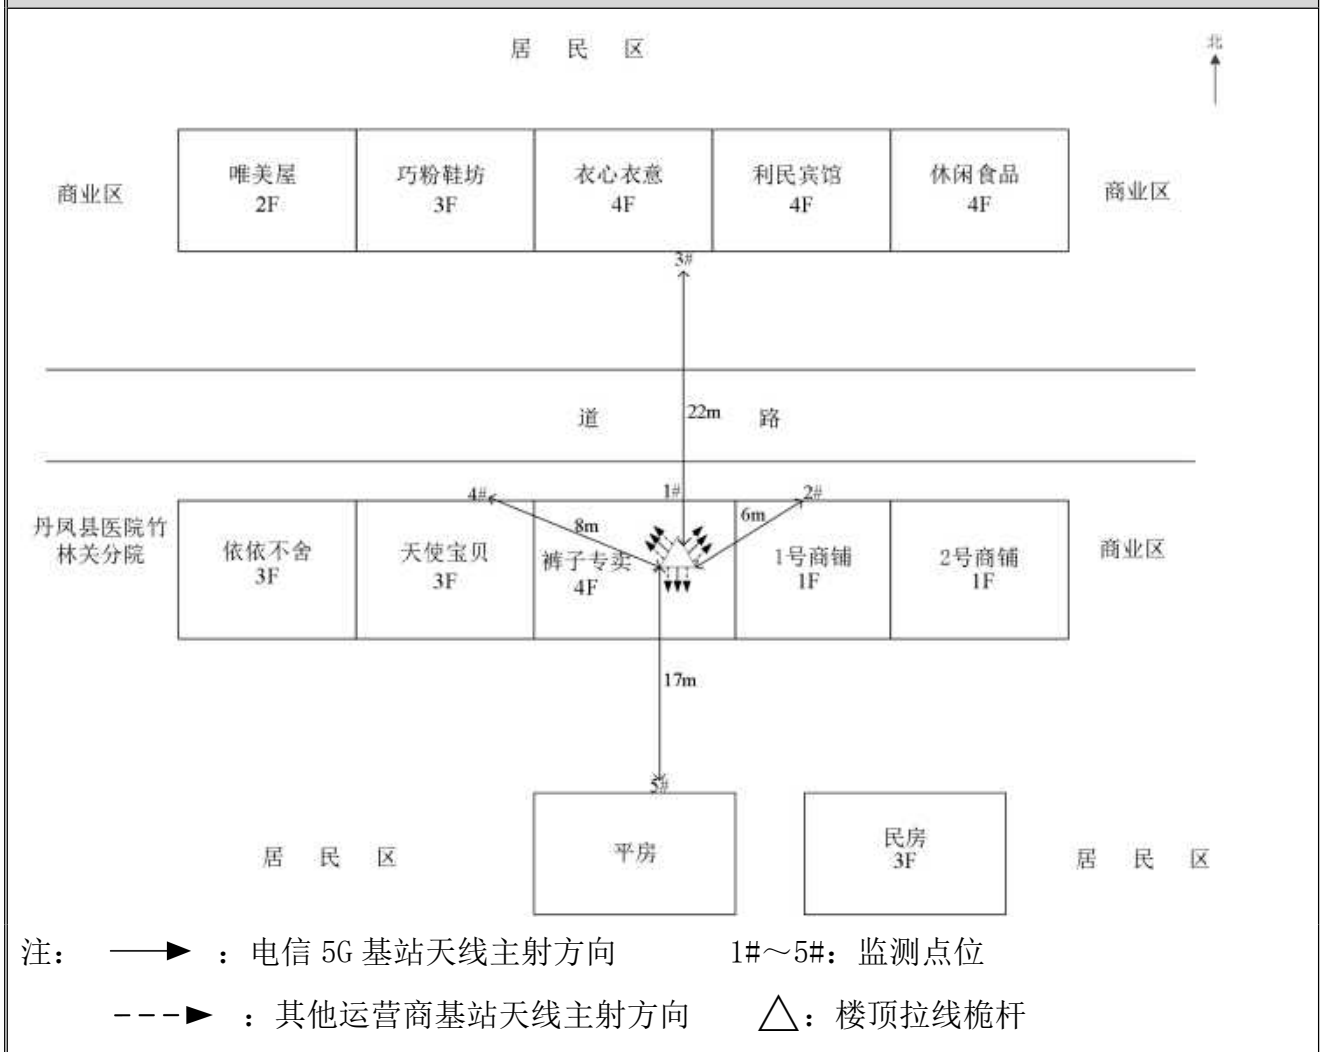 居 民 区
北
唯美屋
2F
巧粉鞋坊
3F
衣心衣意
4F
利民宾馆
4F
休闲食品
4F
商业区
商业区
3#
道 路
22m
4#
1#
2#
8m
6m
丹凤县医院竹
林关分院
依依不舍
3F
天使宝贝
3F
裤子专卖
4F
1号商铺
1F
2号商铺
1F
商业区
17m
5#
平房
民房
3F
居 民 区
居 民 区
注： ：电信 5G 基站天线主射方向 1#～5#：监测点位
：其他运营商基站天线主射方向 ：楼顶拉线桅杆